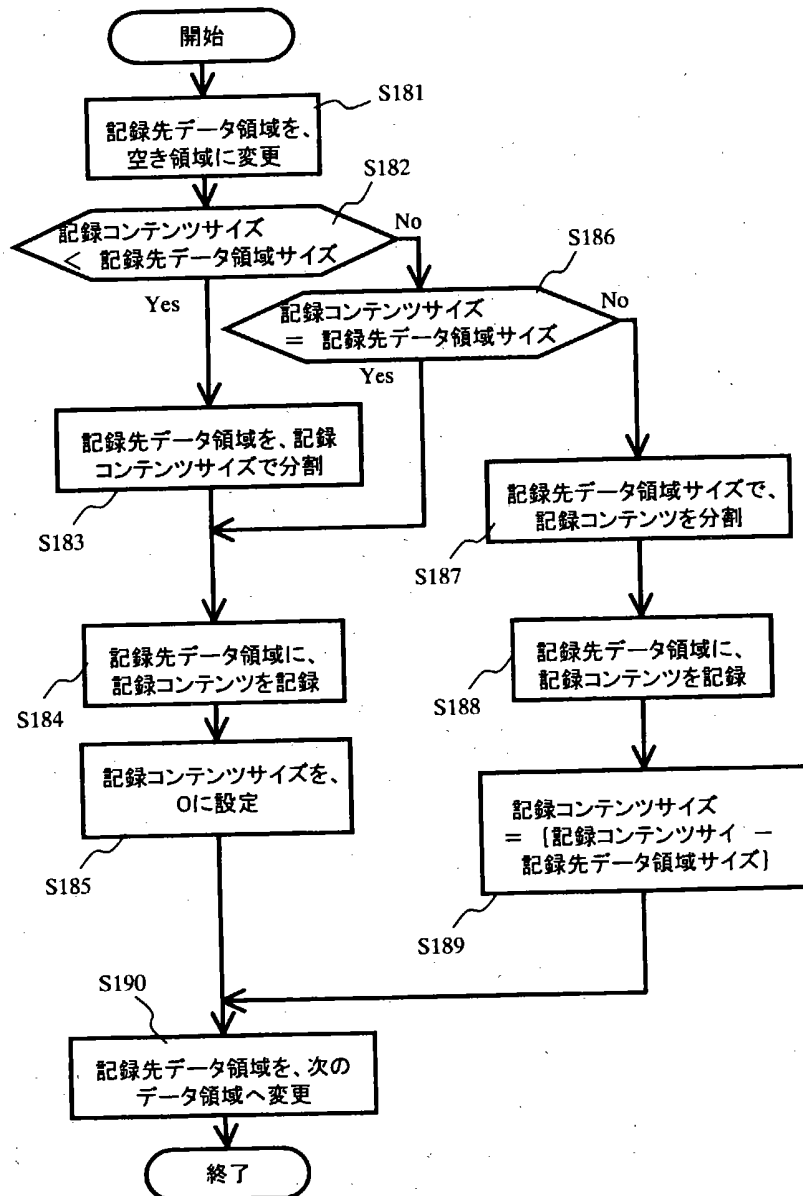 開始
S181
記録先データ領域を、
空き領域に変更
S182
記録コンテンツサイズ
< 記録先データ領域サイズ
No
Yes
S186
記録コンテンツサイズ
= 記録先データ領域サイズ
No
Yes
記録先データ領域を、記録
コンテンツサイズで分割
S183
記録先データ領域サイズで、
記録コンテンツを分割
S187
記録先データ領域に、
記録コンテンツを記録
S184
記録先データ領域に、
記録コンテンツを記録
S188
記録コンテンツサイズを、
0に設定
S185
記録コンテンツサイズ
= {記録コンテンツサイ −
記録先データ領域サイズ}
S189
S190
記録先データ領域を、次の
データ領域へ変更
終了